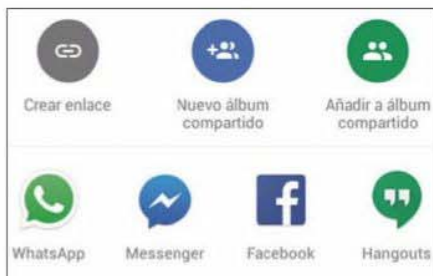 Crear enlace
Nuevo álbum
compartido
Añadir a álbum
compartido
WhatsApp
Messenger
Facebook
Hangouts